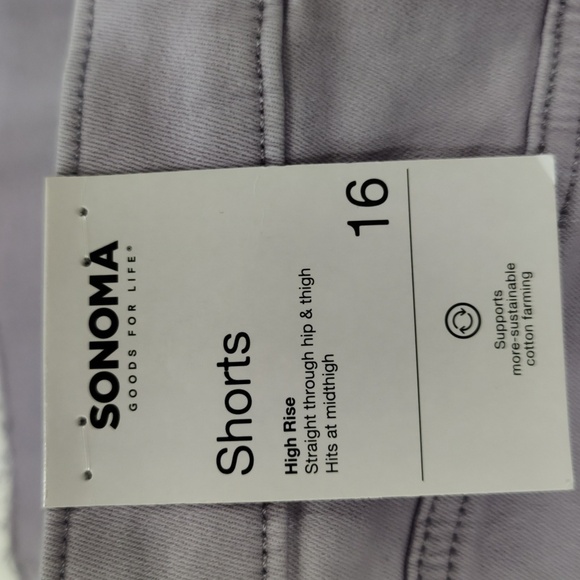 SONOMA
GOODS FOR LIFE®
Shorts
High Rise
Straight through hip & thigh
Hits at midthigh
16
Supports
more-sustainable
cotton farming